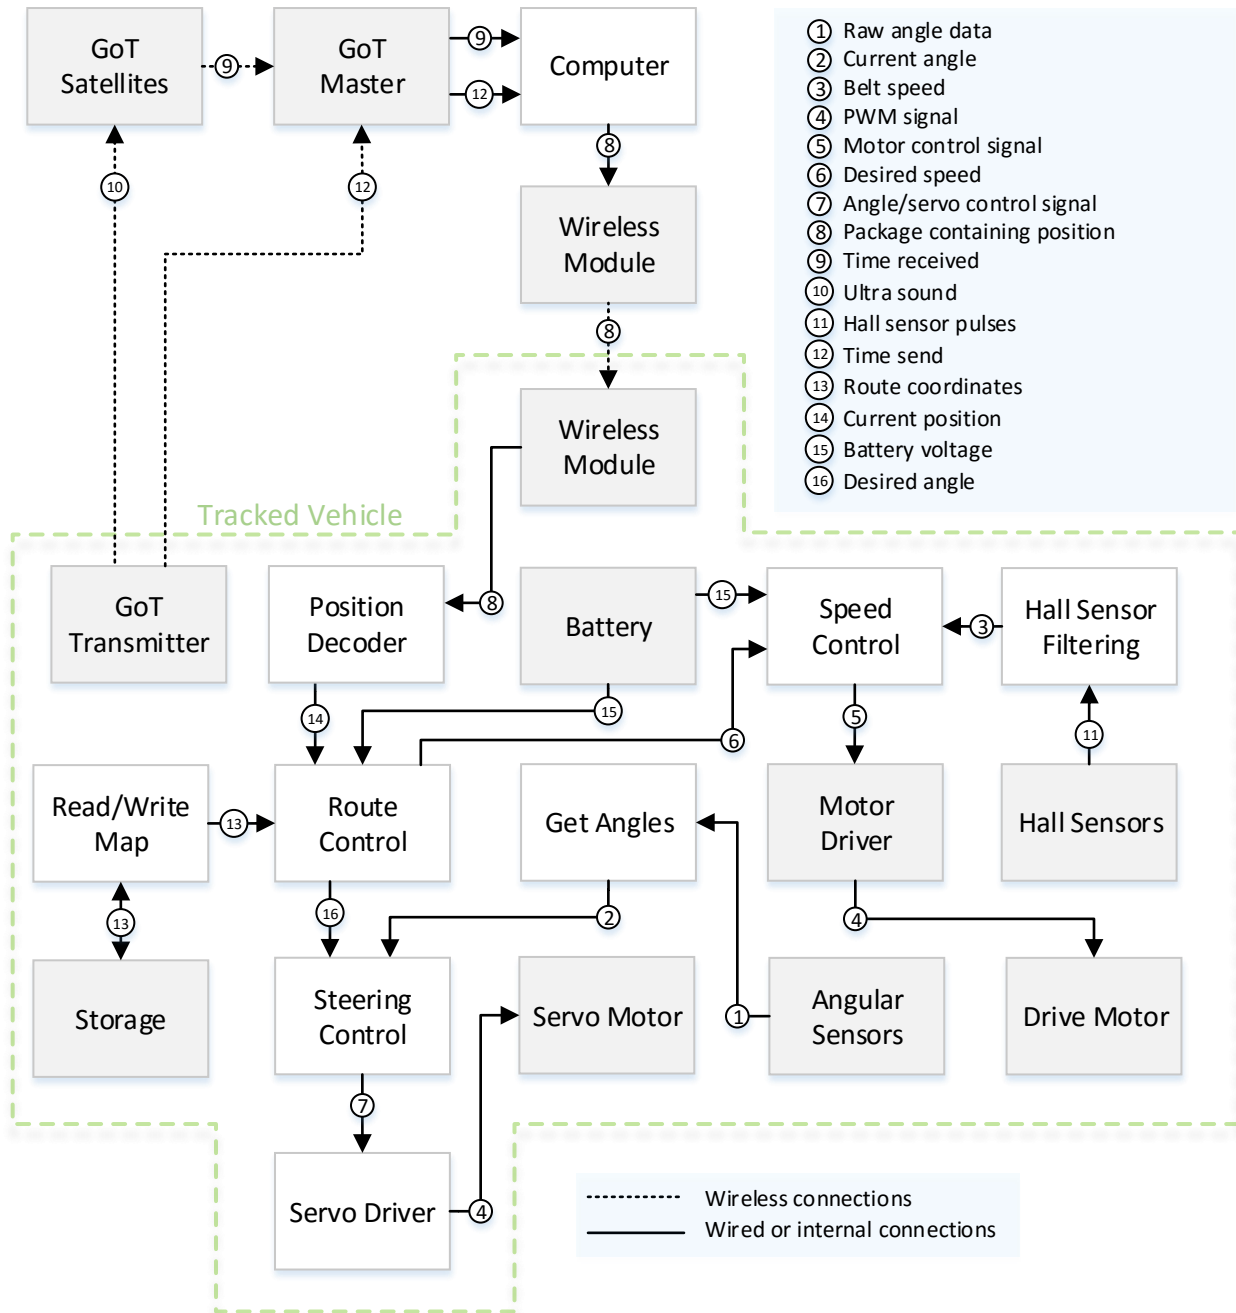 GoT
Satellites
9
GoT
Master
9
12
Computer
10
12
8
Wireless
Module
8
1 Raw angle data
2 Current angle
3 Belt speed
4 PWM signal
5 Motor control signal
6 Desired speed
7 Angle/servo control signal
8 Package containing position
9 Time received
10 Ultra sound
11 Hall sensor pulses
12 Time send
13 Route coordinates
14 Current position
15 Battery voltage
16 Desired angle
Wireless
Module
Tracked Vehicle
GoT
Transmitter
Position
Decoder
8
Battery
15
Speed
Control
3
Hall Sensor
Filtering
14
15
6
5
11
Read/Write
Map
13
Route
Control
Get Angles
Motor
Driver
Hall Sensors
13
16
2
4
Storage
Steering
Control
Servo Motor
1
Angular
Sensors
Drive Motor
7
Servo Driver
4
Wireless connections
Wired or internal connections